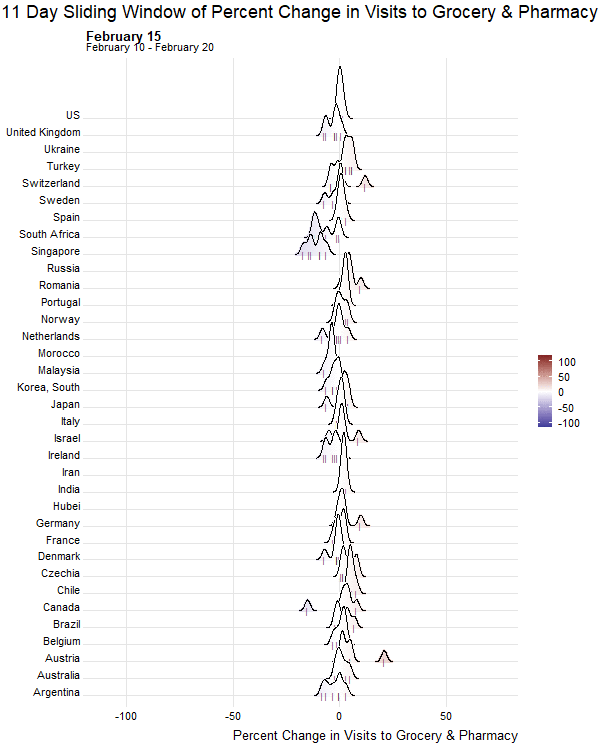 11 Day Sliding Window of Percent Change in Visits to Grocery & Pharmacy
February 15
February 10 - February 20
US
United Kingdom
Ukraine
Turkey
Switzerland
Sweden
Spain
South Africa
Singapore
Russia
Romania
Portugal
Norway
Netherlands
Morocco
Malaysia
Korea, South
Japan
Italy
Israel
Ireland
Iran
India
Hubei
Germany
France
Denmark
Czechia
Chile
Canada
Brazil
Belgium
Austria
Australia
Argentina
100
50
0
-50
-100
-100 -50 0 50
Percent Change in Visits to Grocery & Pharmacy